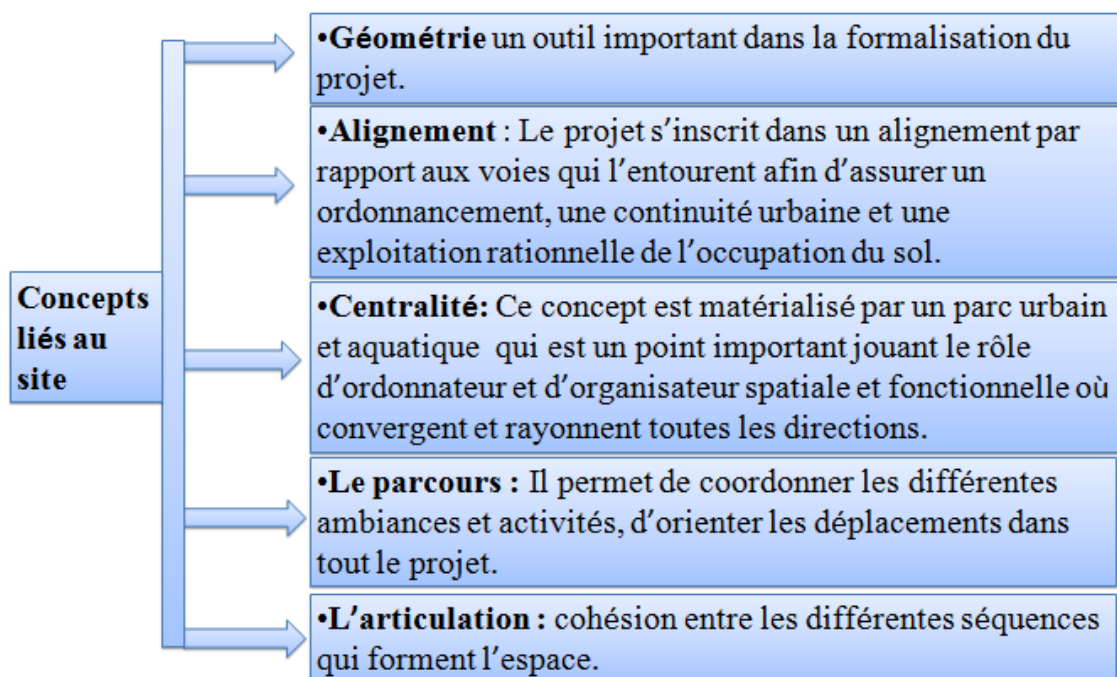 Concepts
liés au
site
•Géométrie un outil important dans la formalisation du
projet.
•Alignement : Le projet s’inscrit dans un alignement par
rapport aux voies qui l’entourent afin d’assurer un
ordonnancement, une continuité urbaine et une
exploitation rationnelle de l’occupation du sol.
•Centralité: Ce concept est matérialisé par un parc urbain
et aquatique qui est un point important jouant le rôle
d’ordonnateur et d’organisateur spatiale et fonctionnelle où
convergent et rayonnent toutes les directions.
•Le parcours : Il permet de coordonner les différentes
ambiances et activités, d’orienter les déplacements dans
tout le projet.
•L’articulation : cohésion entre les différentes séquences
qui forment l’espace.